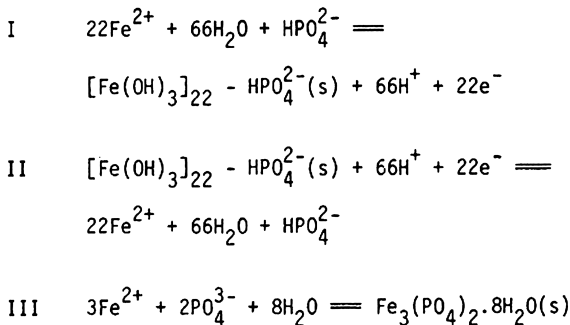 I 22Fe²⁺ + 66H₂O + HPO₄²⁻ ═
[Fe(OH)₃]₂₂ - HPO₄²⁻(s) + 66H⁺ + 22e⁻
II [Fe(OH)₃]₂₂ - HPO₄²⁻(s) + 66H⁺ + 22e⁻ ═
22Fe²⁺ + 66H₂O + HPO₄²⁻
III 3Fe²⁺ + 2PO₄³⁻ + 8H₂O ═ Fe₃(PO₄)₂.8H₂O(s)